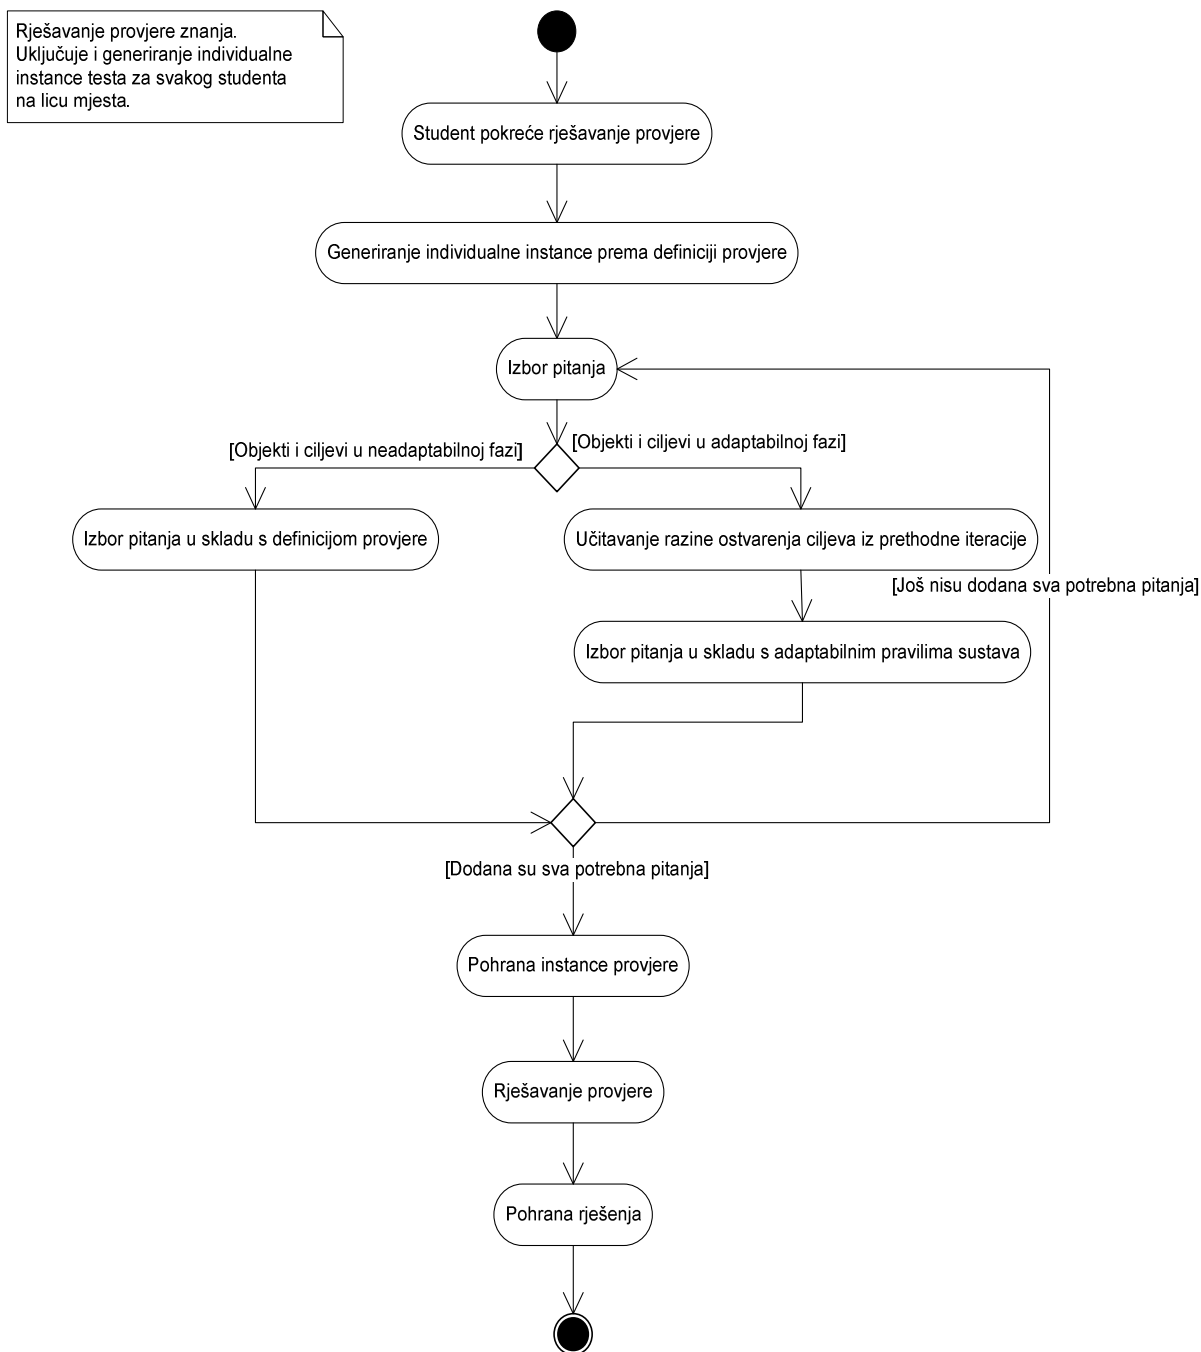 Rješavanje provjere znanja.
Uključuje i generiranje individualne
instance testa za svakog studenta
na licu mjesta.
Student pokreće rješavanje provjere
Generiranje individualne instance prema definiciji provjere
Izbor pitanja
[Objekti i ciljevi u neadaptabilnoj fazi]
[Objekti i ciljevi u adaptabilnoj fazi]
Izbor pitanja u skladu s definicijom provjere
Učitavanje razine ostvarenja ciljeva iz prethodne iteracije
[Još nisu dodana sva potrebna pitanja]
Izbor pitanja u skladu s adaptabilnim pravilima sustava
[Dodana su sva potrebna pitanja]
Pohrana instance provjere
Rješavanje provjere
Pohrana rješenja